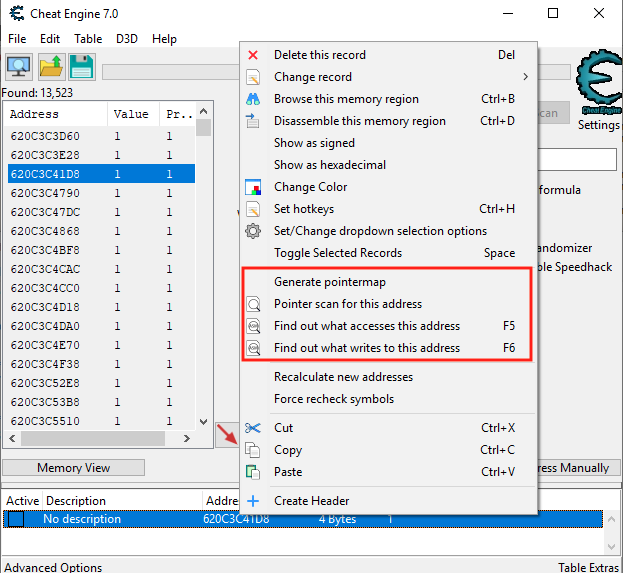 Cheat Engine 7.0
File Edit Table D3D Help
Found: 13,523
Address Value Pr..
620C3C3D60 1 1
620C3C3E28 1 1
620C3C41D8 1 1
620C3C4790 1 1
620C3C47DC 1 1
620C3C4868 1 1
620C3C4BF8 1 1
620C3C4CAC 1 1
620C3C4CC0 1 1
620C3C4D18 1 1
620C3C4DA0 1 1
620C3C4E70 1 1
620C3C4F38 1 1
620C3C52E8 1 1
620C3C53B8 1 1
620C3C5510 1 1
Memory View
Delete this record Del
Change record
Browse this memory region Ctrl+B
Disassemble this memory region Ctrl+D
Show as signed
Show as hexadecimal
Change Color
Set hotkeys Ctrl+H
Set/Change dropdown selection options
Toggle Selected Records Space
Generate pointermap
Pointer scan for this address
Find out what accesses this address F5
Find out what writes to this address F6
Recalculate new addresses
Force recheck symbols
Cut Ctrl+X
Copy Ctrl+C
Paste Ctrl+V
Create Header
Cheat Engine
Settings
can
formula
andomizer
ble Speedhack
ress Manually
Active Description Addre
No description 620C3C41D8 4 Bytes 1
Advanced Options Table Extras